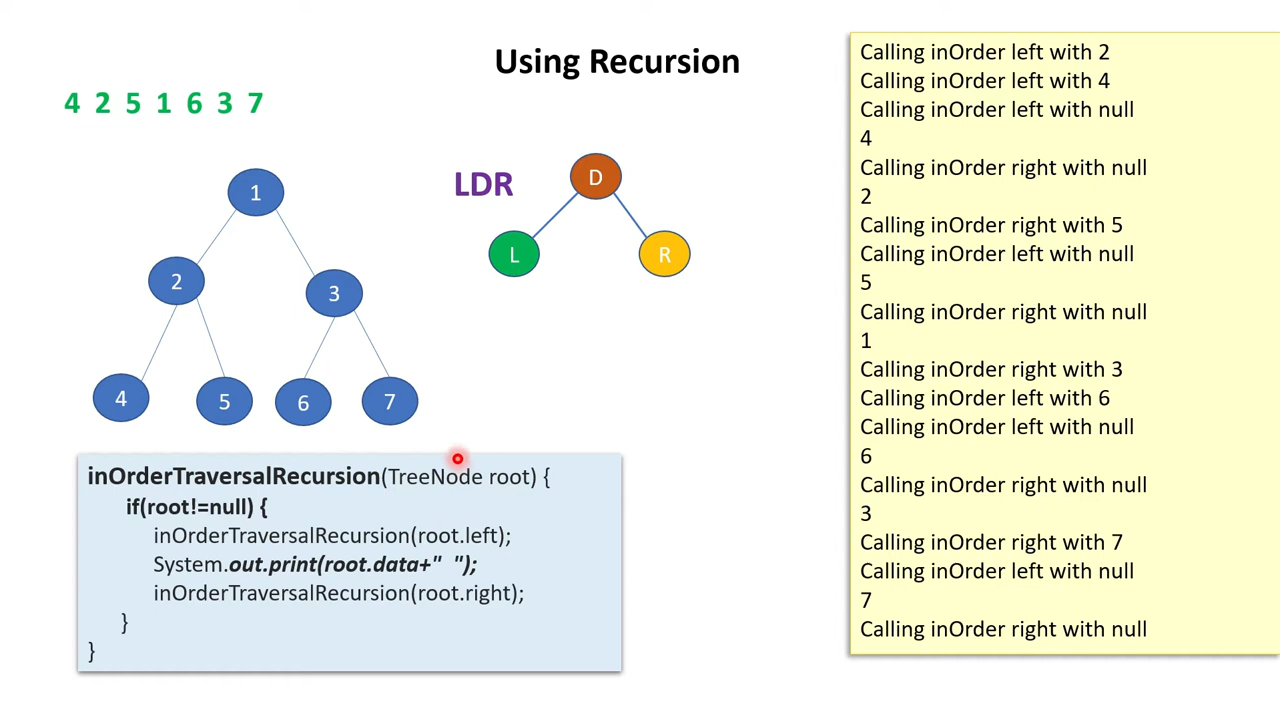 Using Recursion
4 2 5 1 6 3 7
1
2
3
4
5
6
7
LDR
D
L
R
inOrderTraversalRecursion(TreeNode root) {
if(root!=null) {
inOrderTraversalRecursion(root.left);
System.out.print(root.data+" ");
inOrderTraversalRecursion(root.right);
}
}
Calling inOrder left with 2
Calling inOrder left with 4
Calling inOrder left with null
4
Calling inOrder right with null
2
Calling inOrder right with 5
Calling inOrder left with null
5
Calling inOrder right with null
1
Calling inOrder right with 3
Calling inOrder left with 6
Calling inOrder left with null
6
Calling inOrder right with null
3
Calling inOrder right with 7
Calling inOrder left with null
7
Calling inOrder right with null